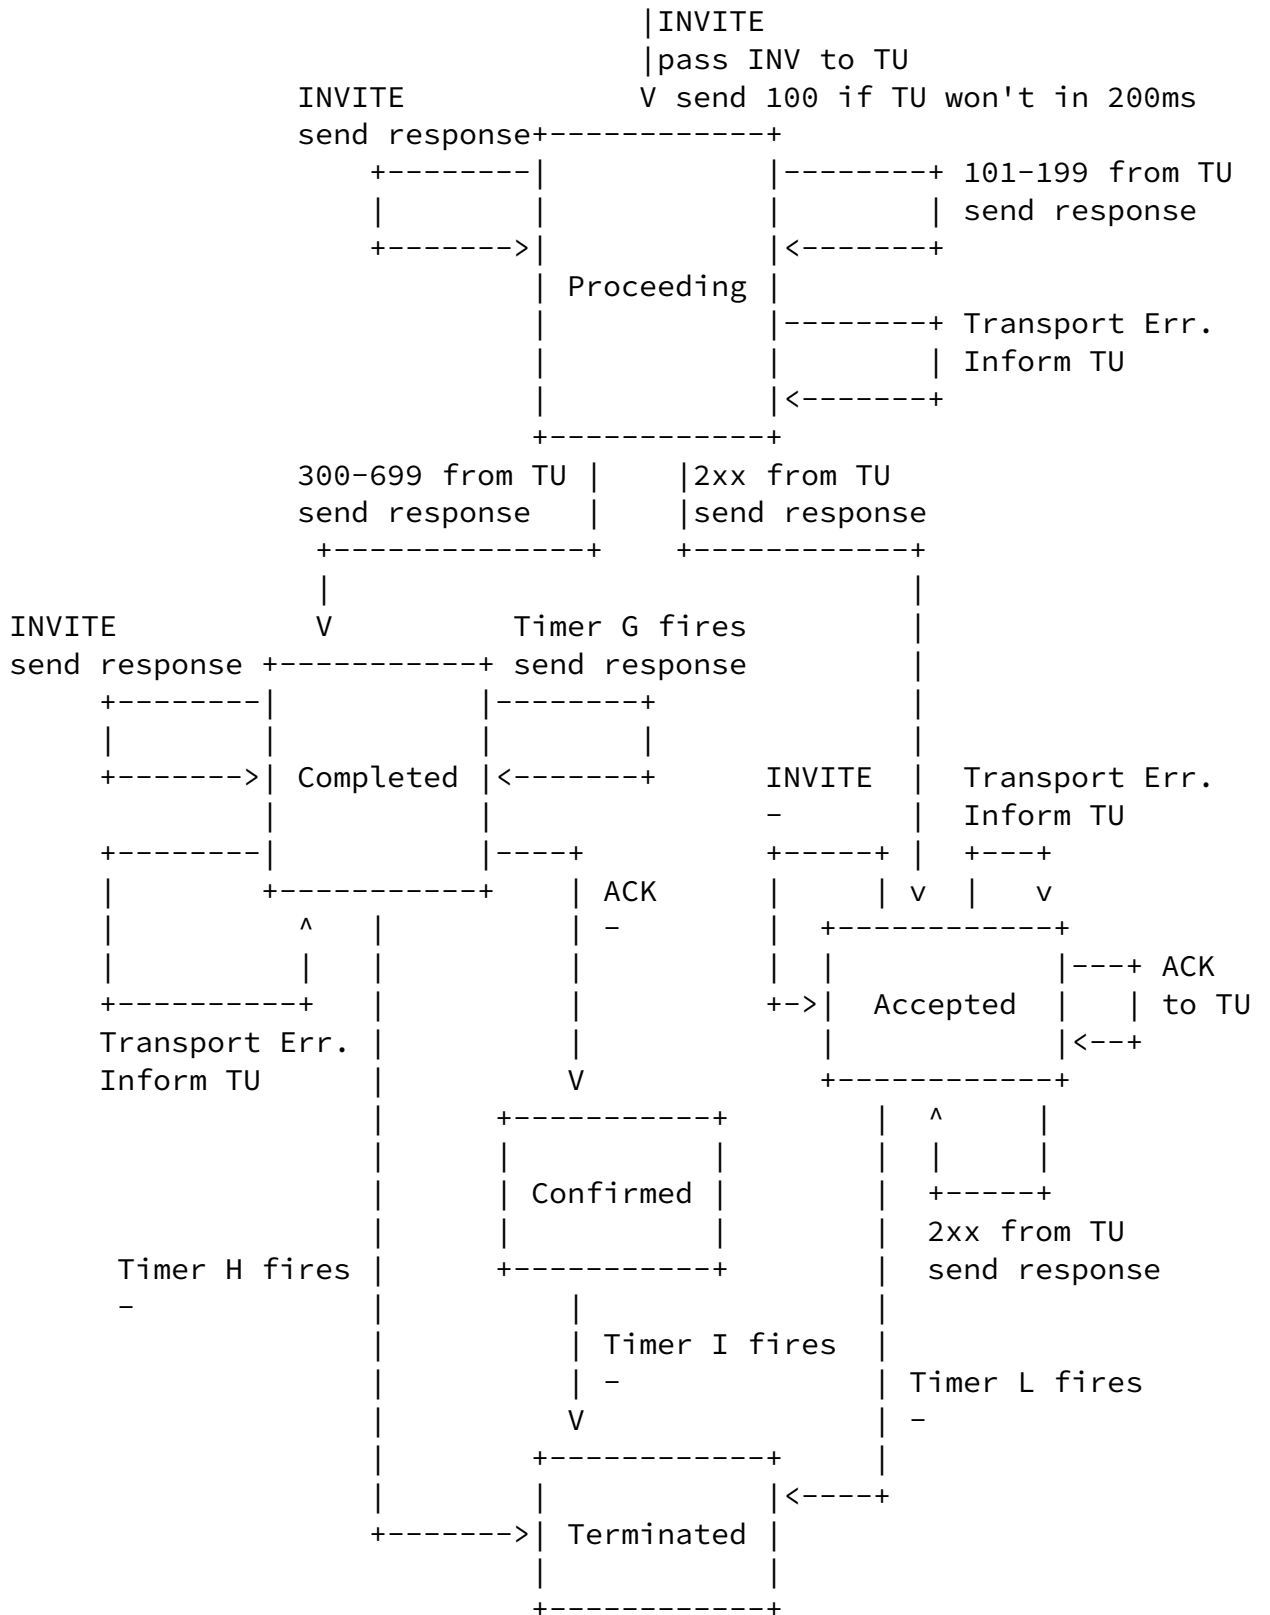 |INVITE
|pass INV to TU
INVITE V send 100 if TU won't in 200ms
send response+------------+
+--------| |--------+ 101-199 from TU
| | | | send response
+------->| |<-------+
| Proceeding |
| |--------+ Transport Err.
| | | Inform TU
| |<-------+
+------------+
300-699 from TU | |2xx from TU
send response | |send response
+--------------+ +------------+
| |
INVITE V Timer G fires |
send response +-----------+ send response |
+--------| |--------+ |
| | | | |
+------->| Completed |<-------+ INVITE | Transport Err.
| | - | Inform TU
+--------| |----+ +-----+ | +---+
| +-----------+ | ACK | | v | v
| ^ | | - | +------------+
| | | | | | |---+ ACK
+----------+ | | +->| Accepted | | to TU
Transport Err. | | | |<--+
Inform TU | V +------------+
| +-----------+ | ^ |
| | | | | |
| | Confirmed | | +-----+
| | | | 2xx from TU
Timer H fires | +-----------+ | send response
- | | |
| | Timer I fires |
| | - | Timer L fires
| V | -
| +------------+ |
| | |<----+
+------->| Terminated |
| |
+------------+